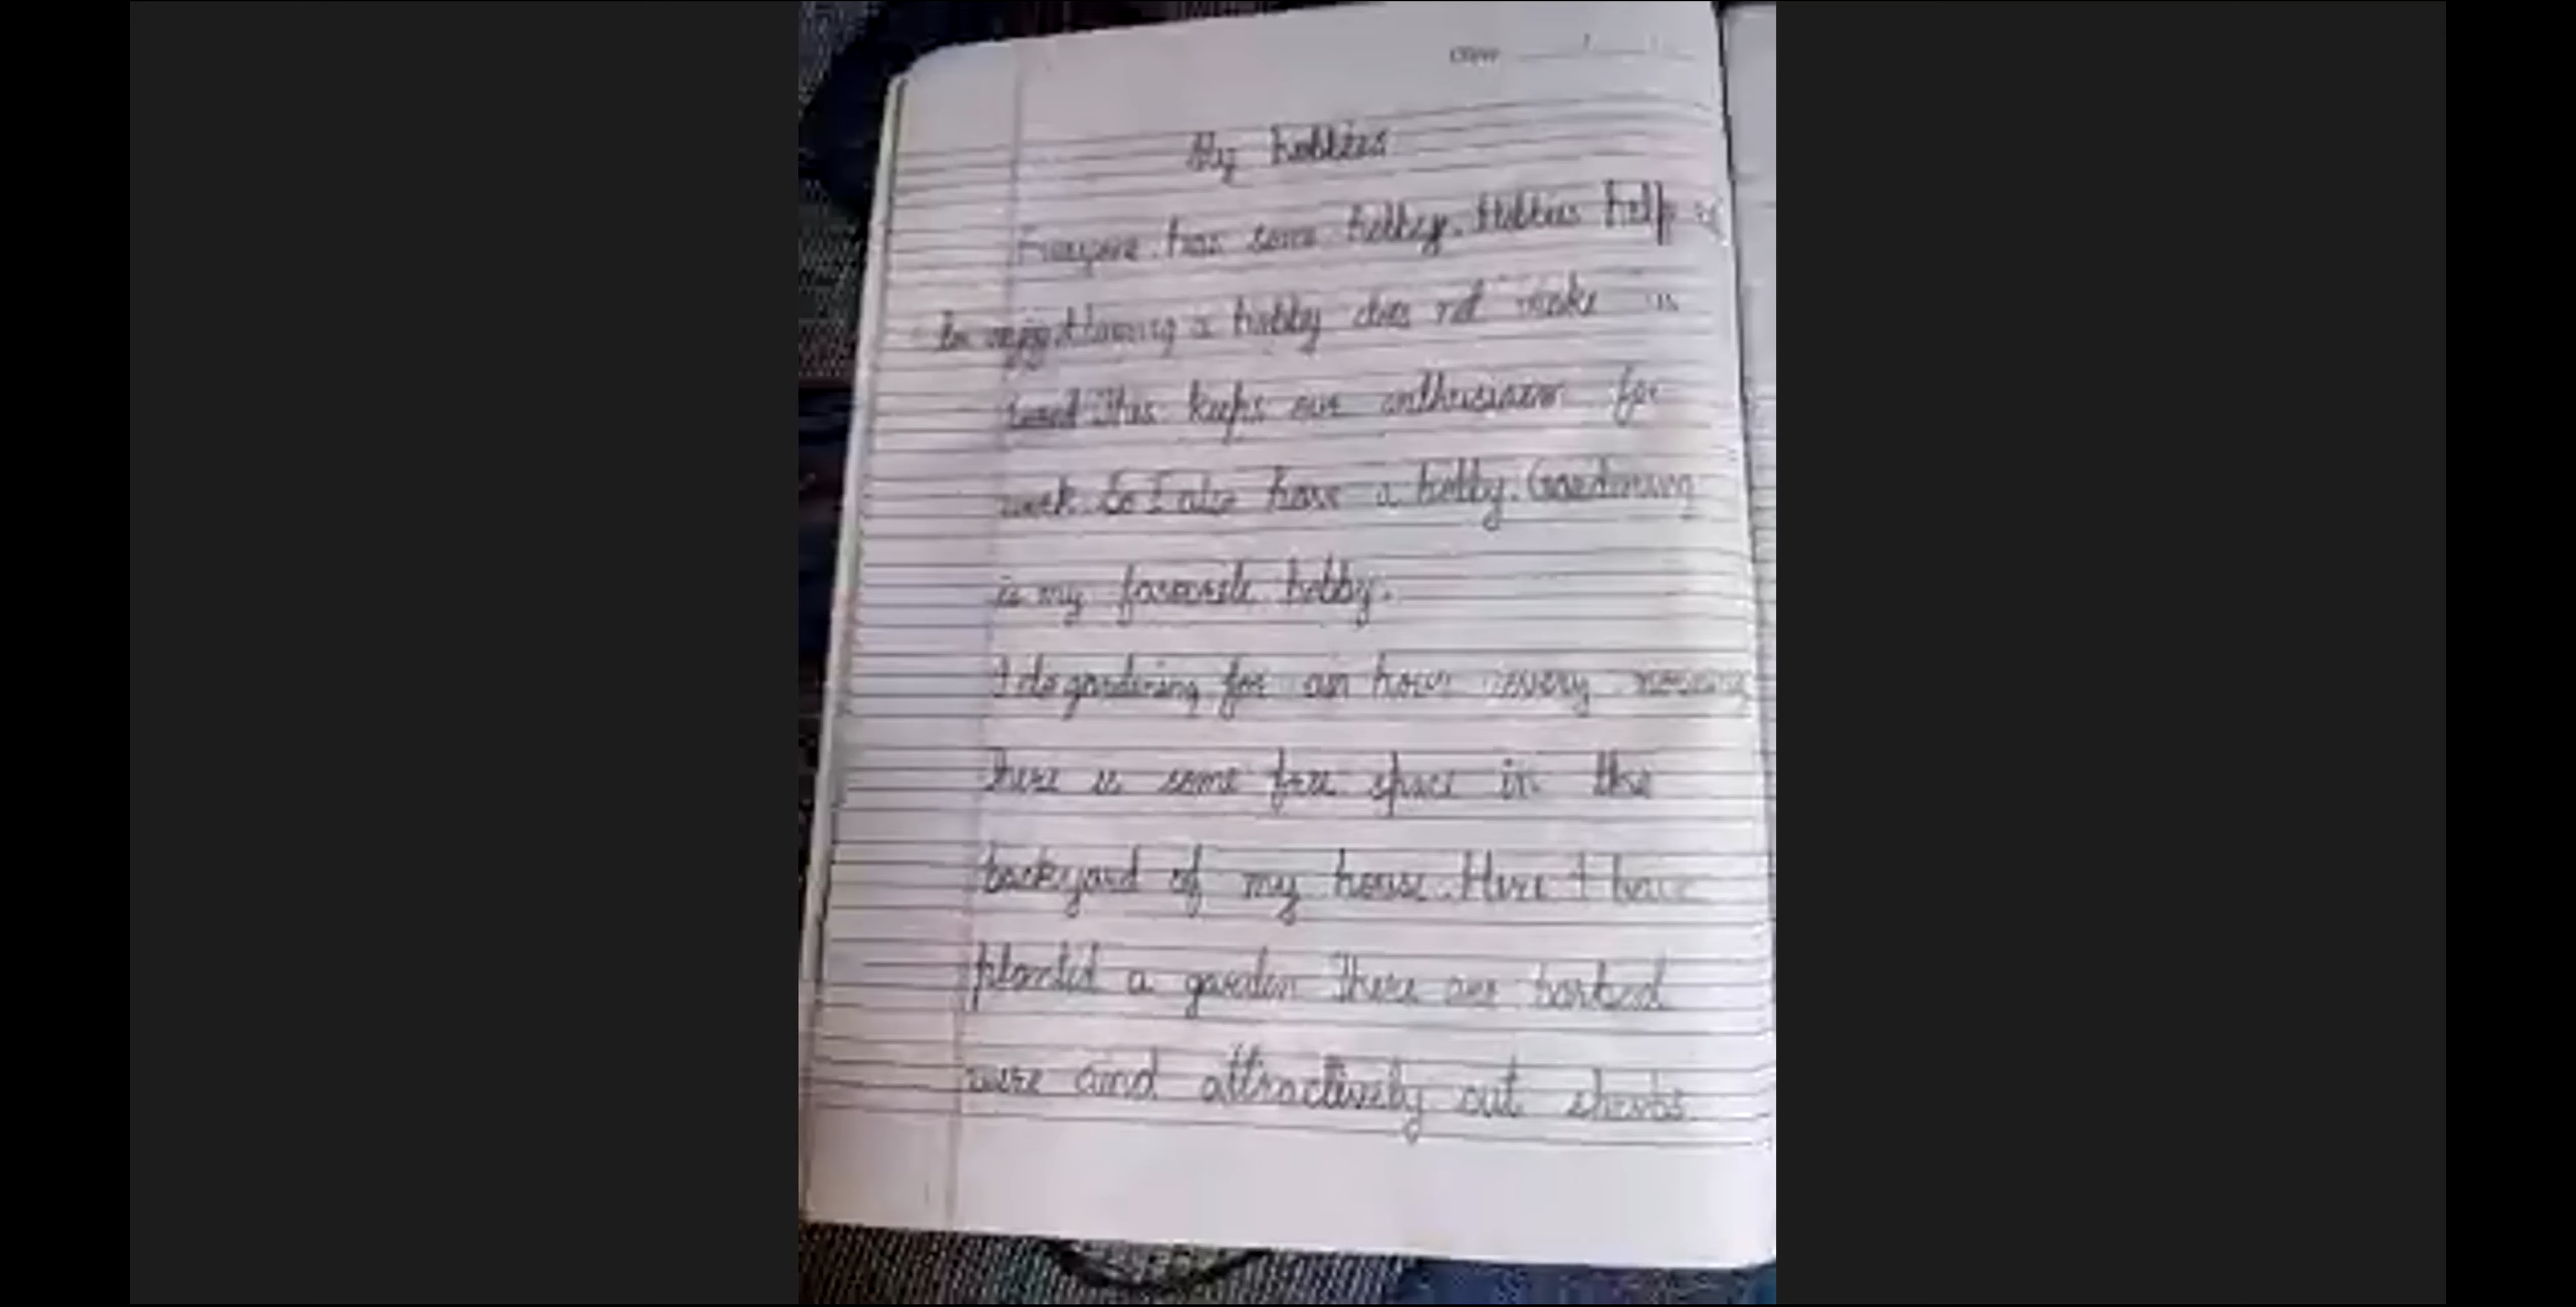 My hobbies
Everyone has some hobby. Hobbies help us
to enjoy. Having a hobby does not make us
bored. This keeps our enthusiasm for
work. So I also have a hobby. Gardening
is my favourite hobby.
I do gardening for an hour every
There is some free space in the
backyard of my house. Here I have
planted a garden There are barbed
wire and attractively cut shrubs.